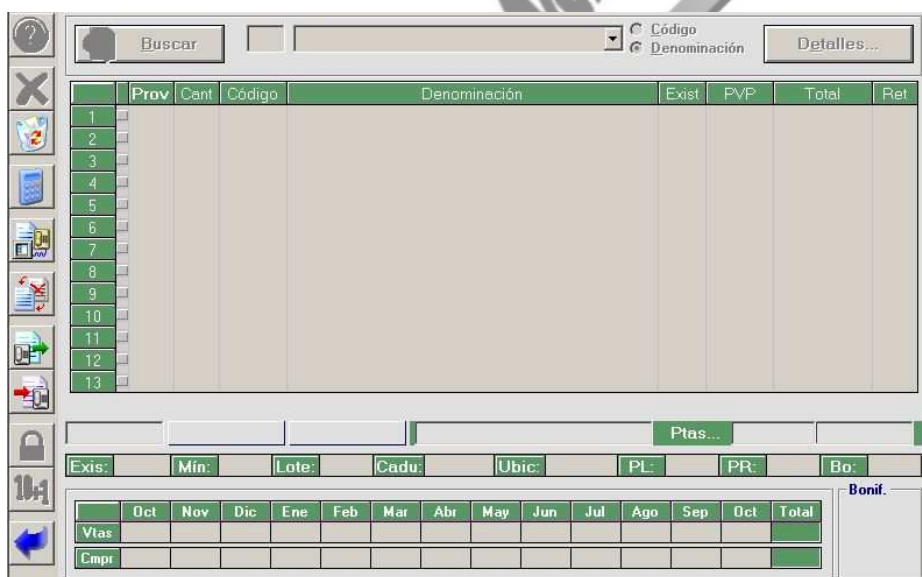 Buscar
Código
Denominación
Detalles...
Prov Cant Código Denominación Exist PVP Total Ret
1
2
3
4
5
6
7
8
9
10
11
12
13
Ptas...
Exis: Mín: Lote: Cadu: Ubic: PL: PR: Bo:
Bonif.
Oct Nov Dic Ene Feb Mar Abr May Jun Jul Ago Sep Oct Total
Vtas
Cmpr